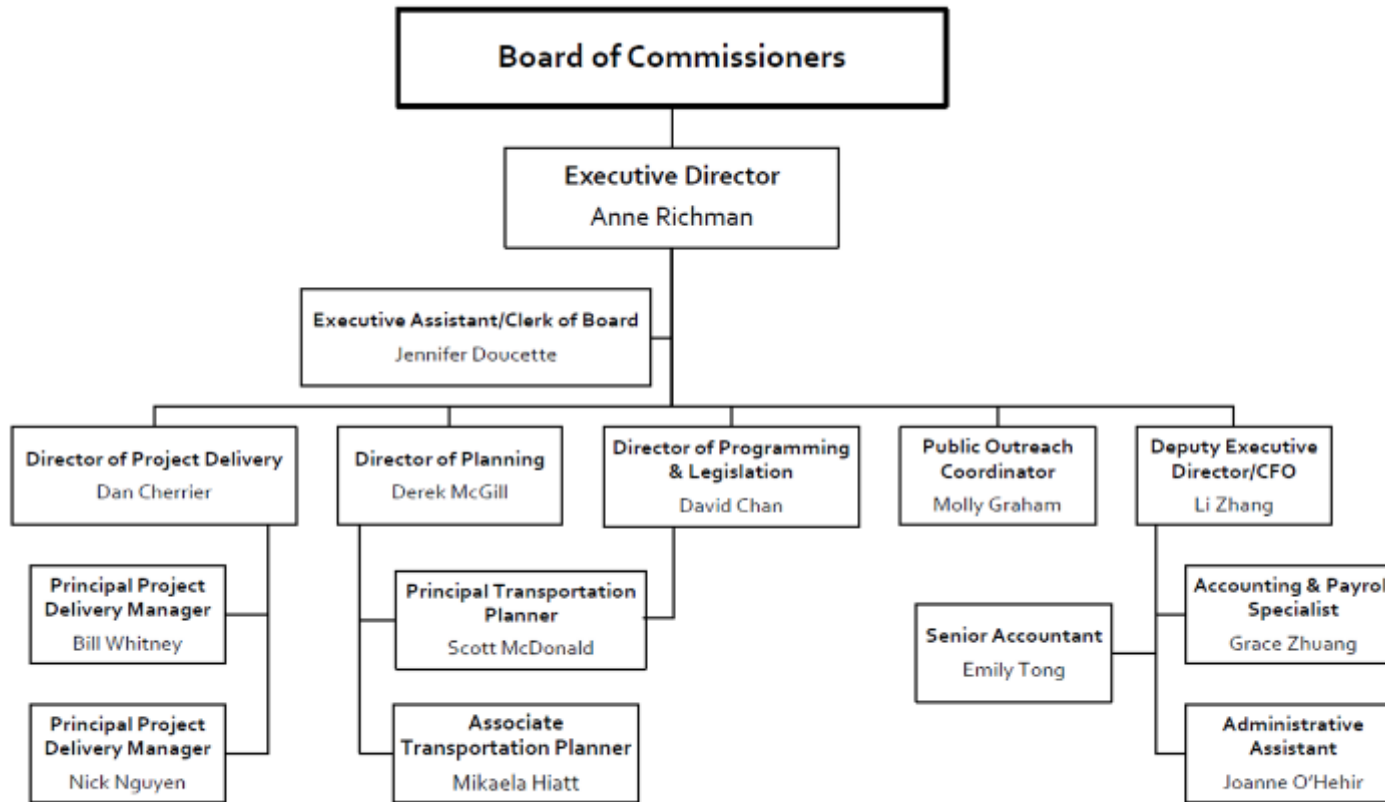 Board of Commissioners
Executive Director
Anne Richman
Executive Assistant/Clerk of Board
Jennifer Doucette
Director of Project Delivery
Dan Cherrier
Director of Planning
Derek McGill
Director of Programming
& Legislation
David Chan
Public Outreach
Coordinator
Molly Graham
Deputy Executive
Director/CFO
Li Zhang
Principal Project
Delivery Manager
Bill Whitney
Principal Transportation
Planner
Scott McDonald
Senior Accountant
Emily Tong
Accounting & Payrol
Specialist
Grace Zhuang
Principal Project
Delivery Manager
Nick Nguyen
Associate
Transportation Planner
Mikaela Hiatt
Administrative
Assistant
Joanne O'Hehir